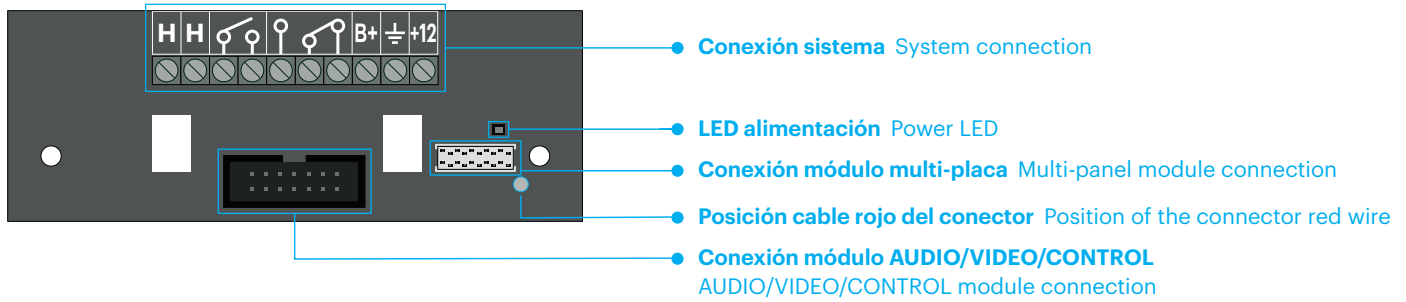 H H B+ +12
Conexión sistema System connection
LED alimentación Power LED
Conexión módulo multi-placa Multi-panel module connection
Posición cable rojo del conector Position of the connector red wire
Conexión módulo AUDIO/VIDEO/CONTROL
AUDIO/VIDEO/CONTROL module connection